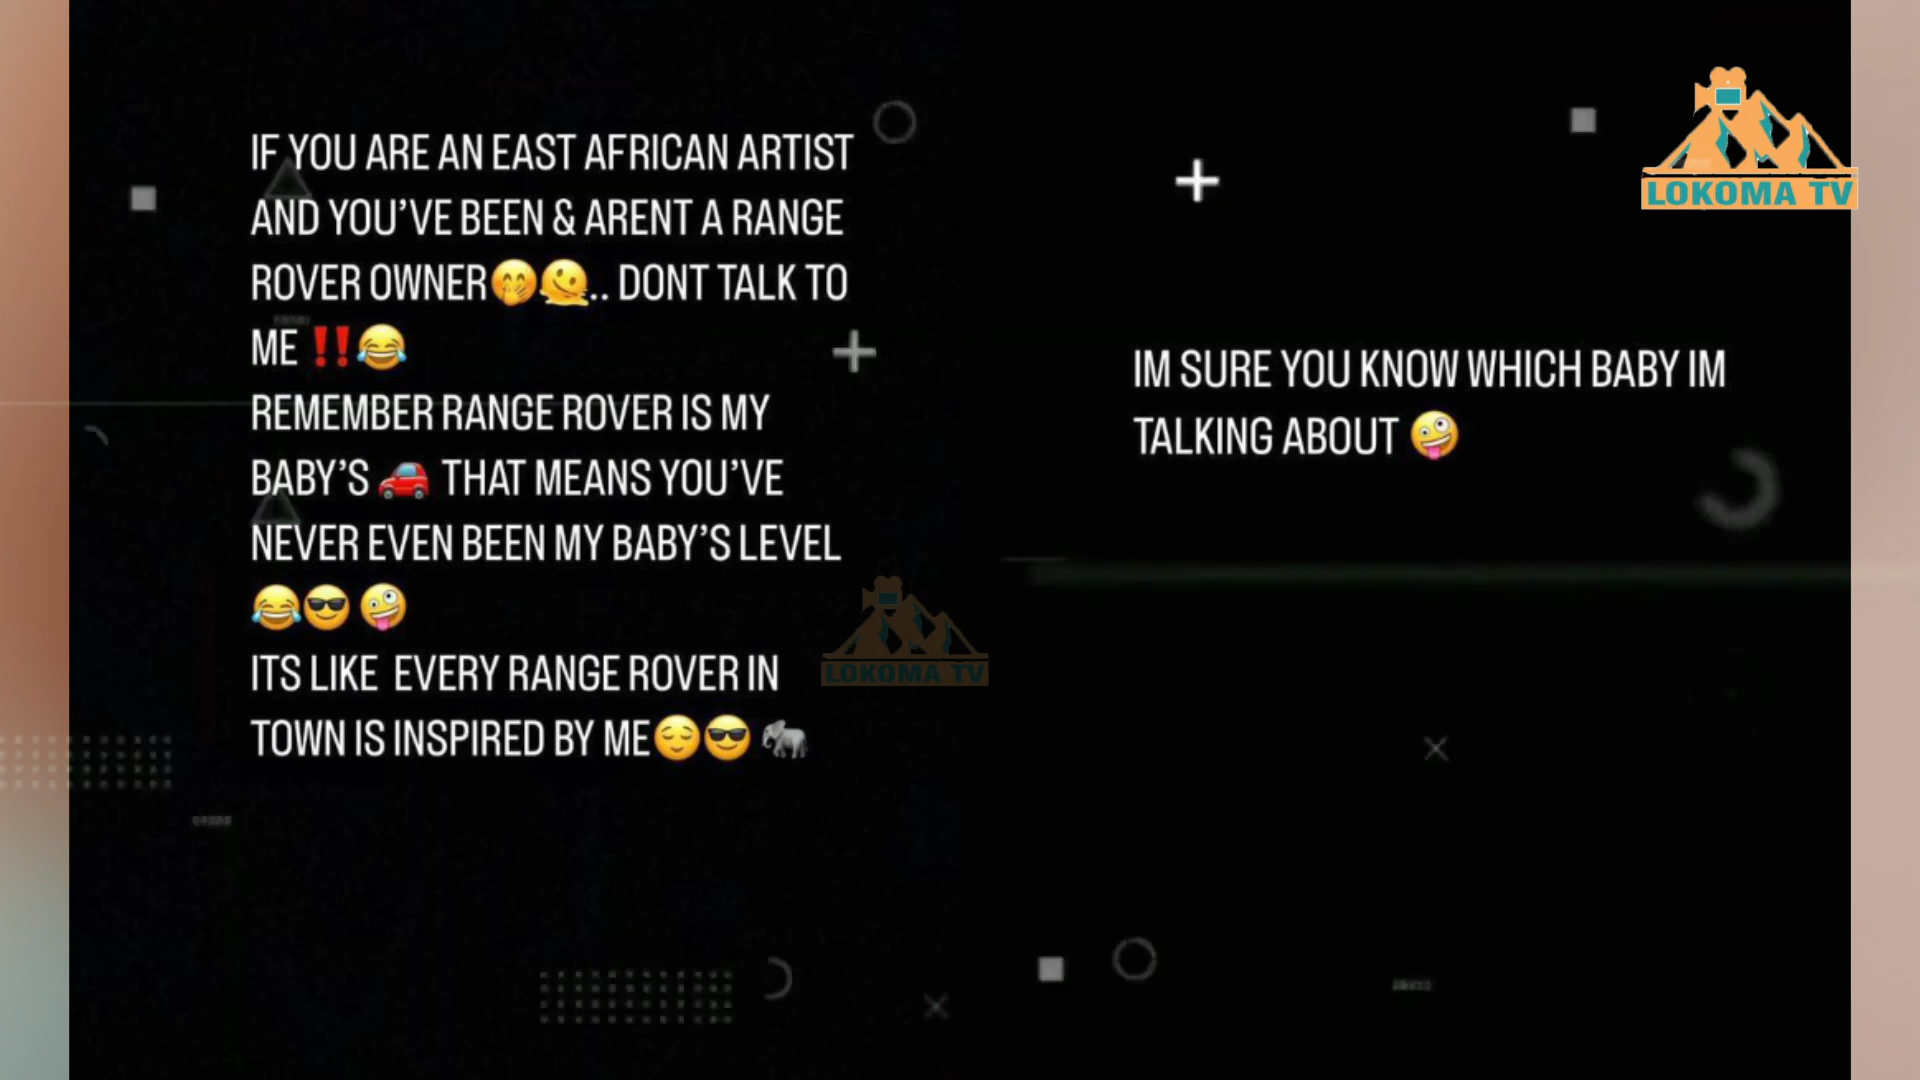 IF YOU ARE AN EAST AFRICAN ARTIST
AND YOU'VE BEEN & ARENT A RANGE
ROVER OWNER🤭🫠.. DONT TALK TO
ME ‼️😂
REMEMBER RANGE ROVER IS MY
BABY'S 🚗 THAT MEANS YOU'VE
NEVER EVEN BEEN MY BABY'S LEVEL
😂😎 🤪
ITS LIKE  EVERY RANGE ROVER IN
TOWN IS INSPIRED BY ME😌😎 🐘
IM SURE YOU KNOW WHICH BABY IM
TALKING ABOUT 🤪
LOKOMA TV
LOKOMA TV